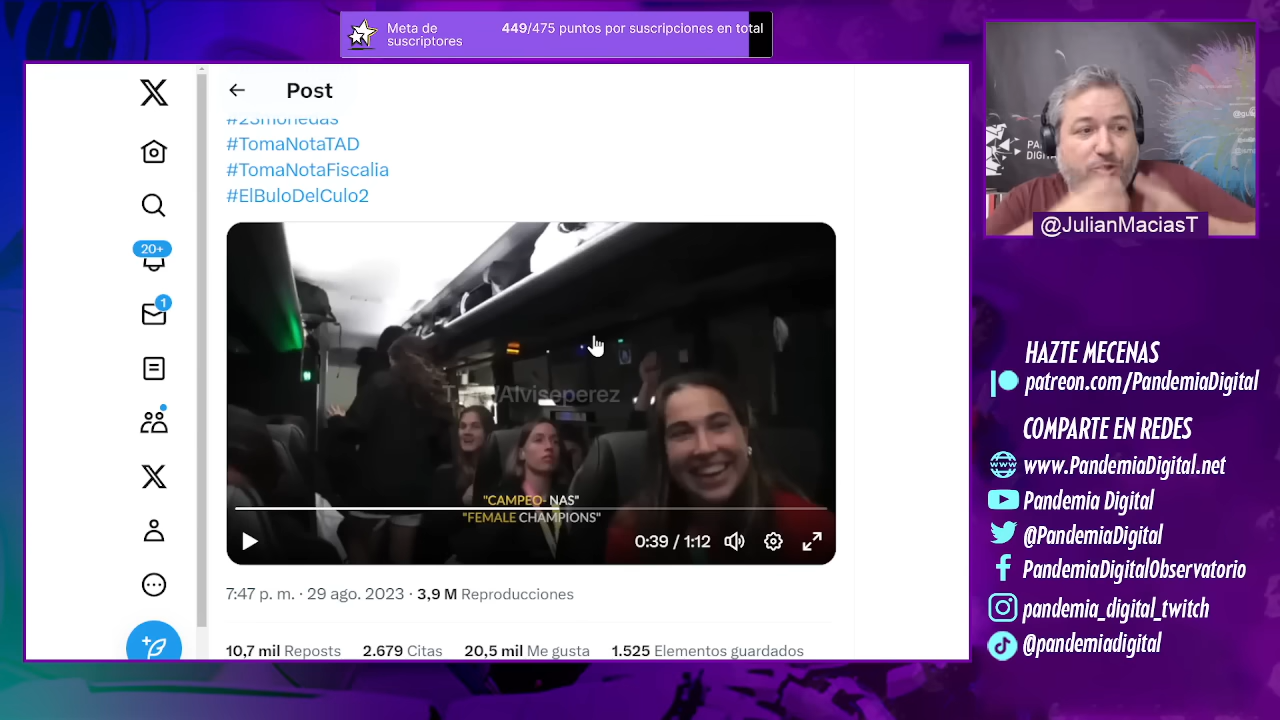 Meta de
suscriptores
449/475 puntos por suscripciones en total
Post
#TomaNotaTAD
#TomaNotaFiscalia
#ElBuloDelCulo2
20+
1
"CAMPEO- NAS"
"FEMALE CHAMPIONS"
0:39 / 1:12
7:47 p. m. · 29 ago. 2023 · 3,9 M Reproducciones
10,7 mil Reposts 2.679 Citas 20,5 mil Me gusta 1.525 Elementos guardados
@JulianMaciasT
HAZTE MECENAS
patreon.com/PandemiaDigital
COMPARTE EN REDES
www.PandemiaDigital.net
Pandemia Digital
@PandemiaDigital
PandemiaDigitalObservatorio
pandemia_digital_twitch
@pandemiadigital